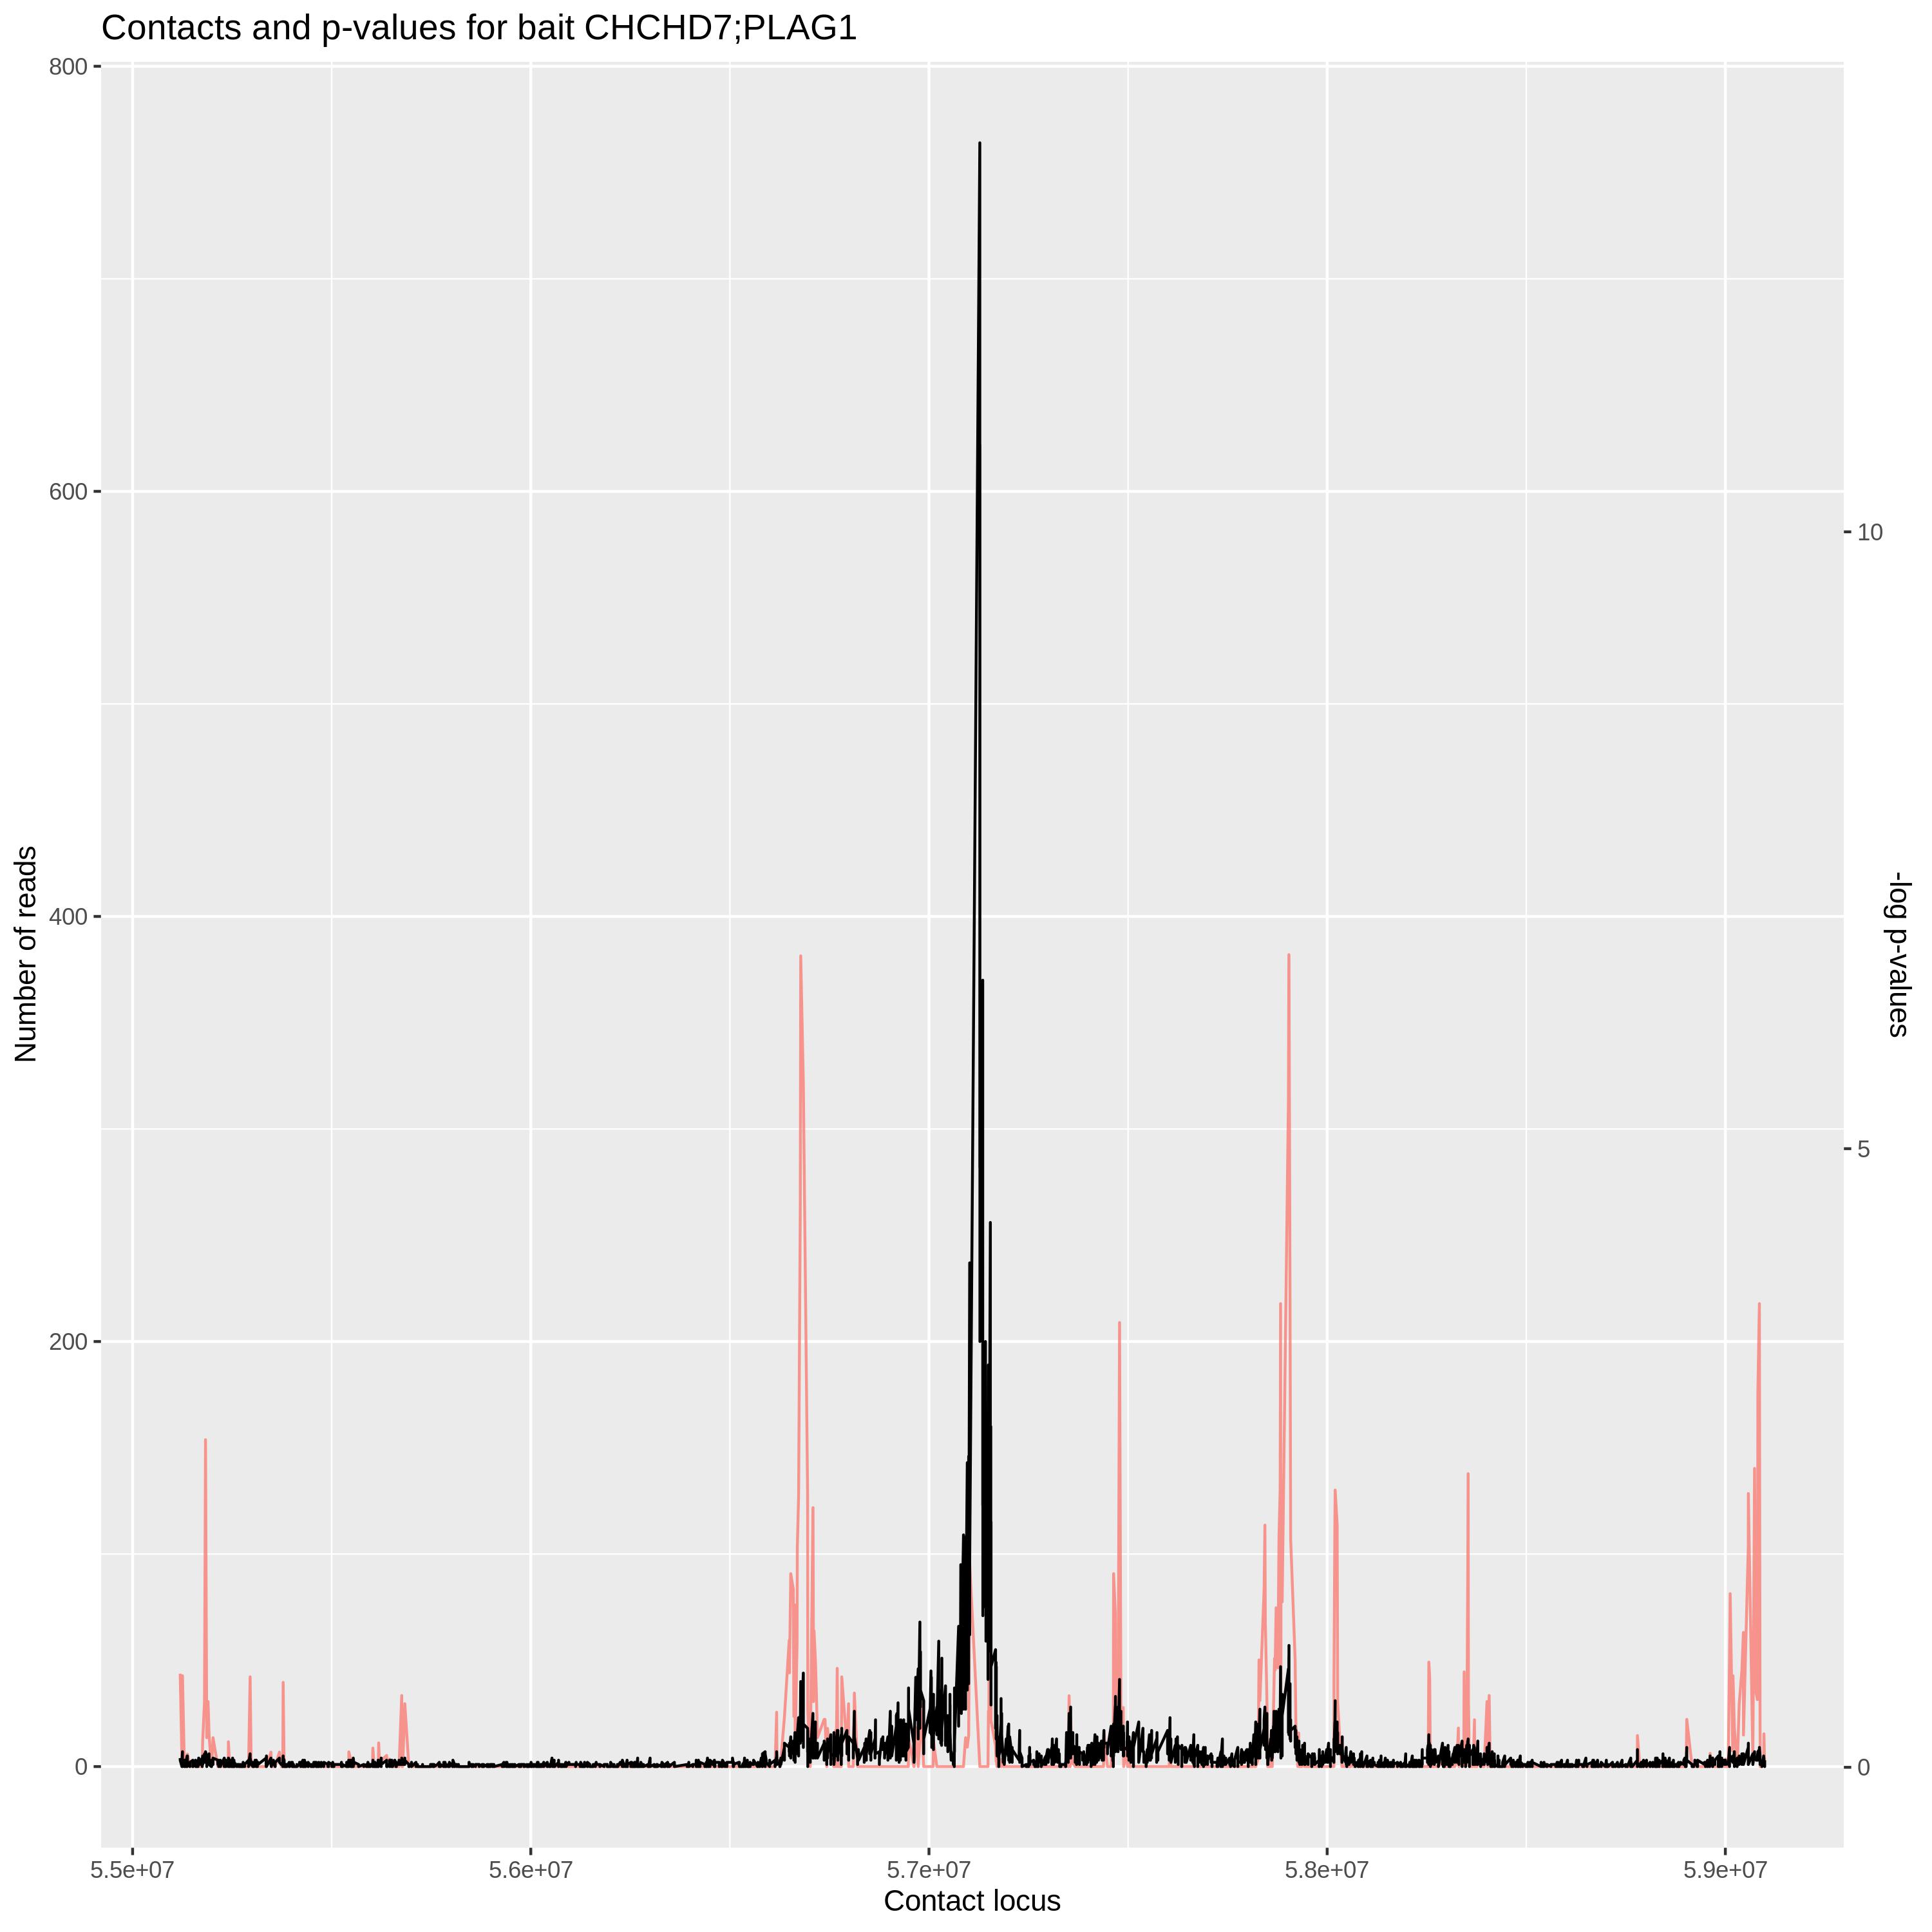 Contacts and p-values for bait CHCHD7;PLAG1
800
600
400
200
0
Number of reads
10
5
0
-log p-values
5.5e+07 5.6e+07 5.7e+07 5.8e+07 5.9e+07
Contact locus